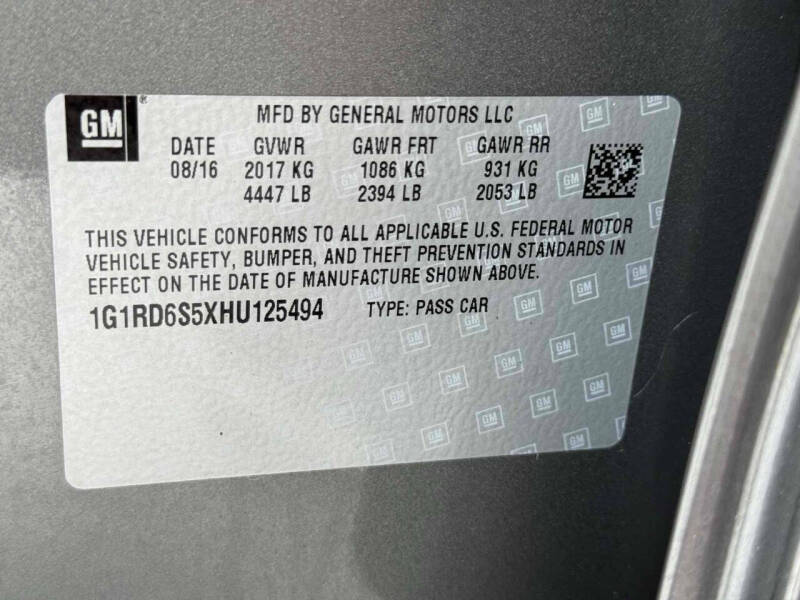 GM
MFD BY GENERAL MOTORS LLC
DATE GVWR GAWR FRT GAWR RR
08/16 2017 KG 1086 KG 931 KG
4447 LB 2394 LB 2053 LB
THIS VEHICLE CONFORMS TO ALL APPLICABLE U.S. FEDERAL MOTOR
VEHICLE SAFETY, BUMPER, AND THEFT PREVENTION STANDARDS IN
EFFECT ON THE DATE OF MANUFACTURE SHOWN ABOVE.
1G1RD6S5XHU125494 TYPE: PASS CAR